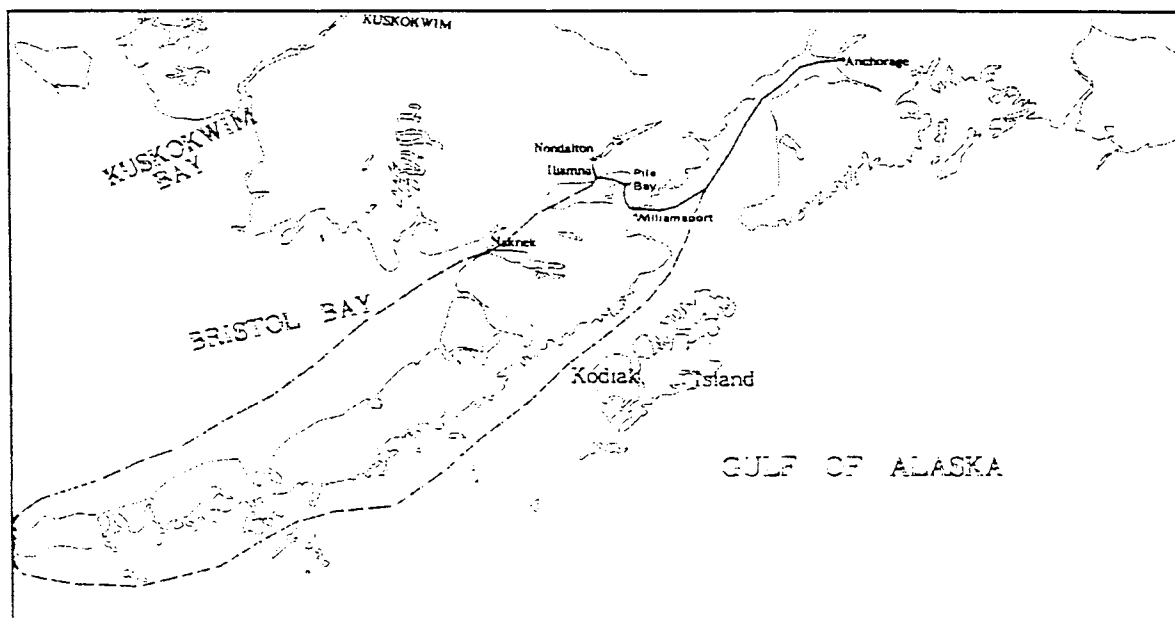 KUSKOKWIM
Anchorage
KUSKOKWIM
BAY
Nondalton
Iliamna
Pile
Bay
Williamsport
Naknek
BRISTOL BAY
Kodiak Island
GULF OF ALASKA